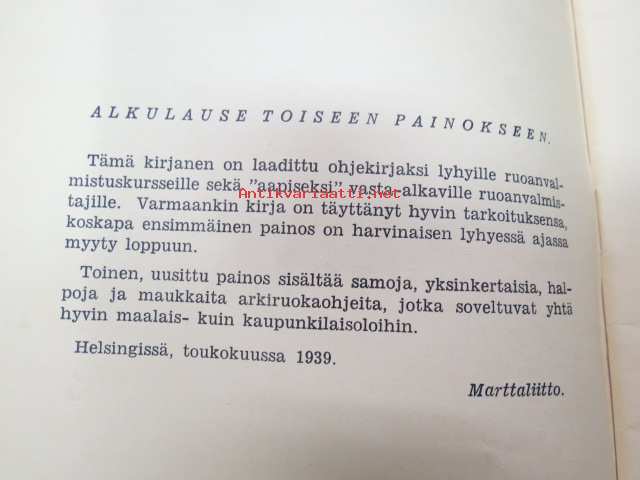 ALKULAUSE TOISEEN PAINOKSEEN.
Tämä kirjanen on laadittu ohjekirjaksi lyhyille ruoanval-
mistuskursseille sekä "aapiseksi" vasta-alkaville ruoanvalmis-
Antikvariaatti.net
tajille. Varmaankin kirja on täyttänyt hyvin tarkoituksensa,
koskapa ensimmäinen painos on harvinaisen lyhyessä ajassa
myyty loppuun.
Toinen, uusittu painos sisältää samoja, yksinkertaisia, hal-
poja ja maukkaita arkiruokaohjeita, jotka soveltuvat yhtä
hyvin maalais- kuin kaupunkilaisoloihin.
Helsingissä, toukokuussa 1939.
Marttaliitto.